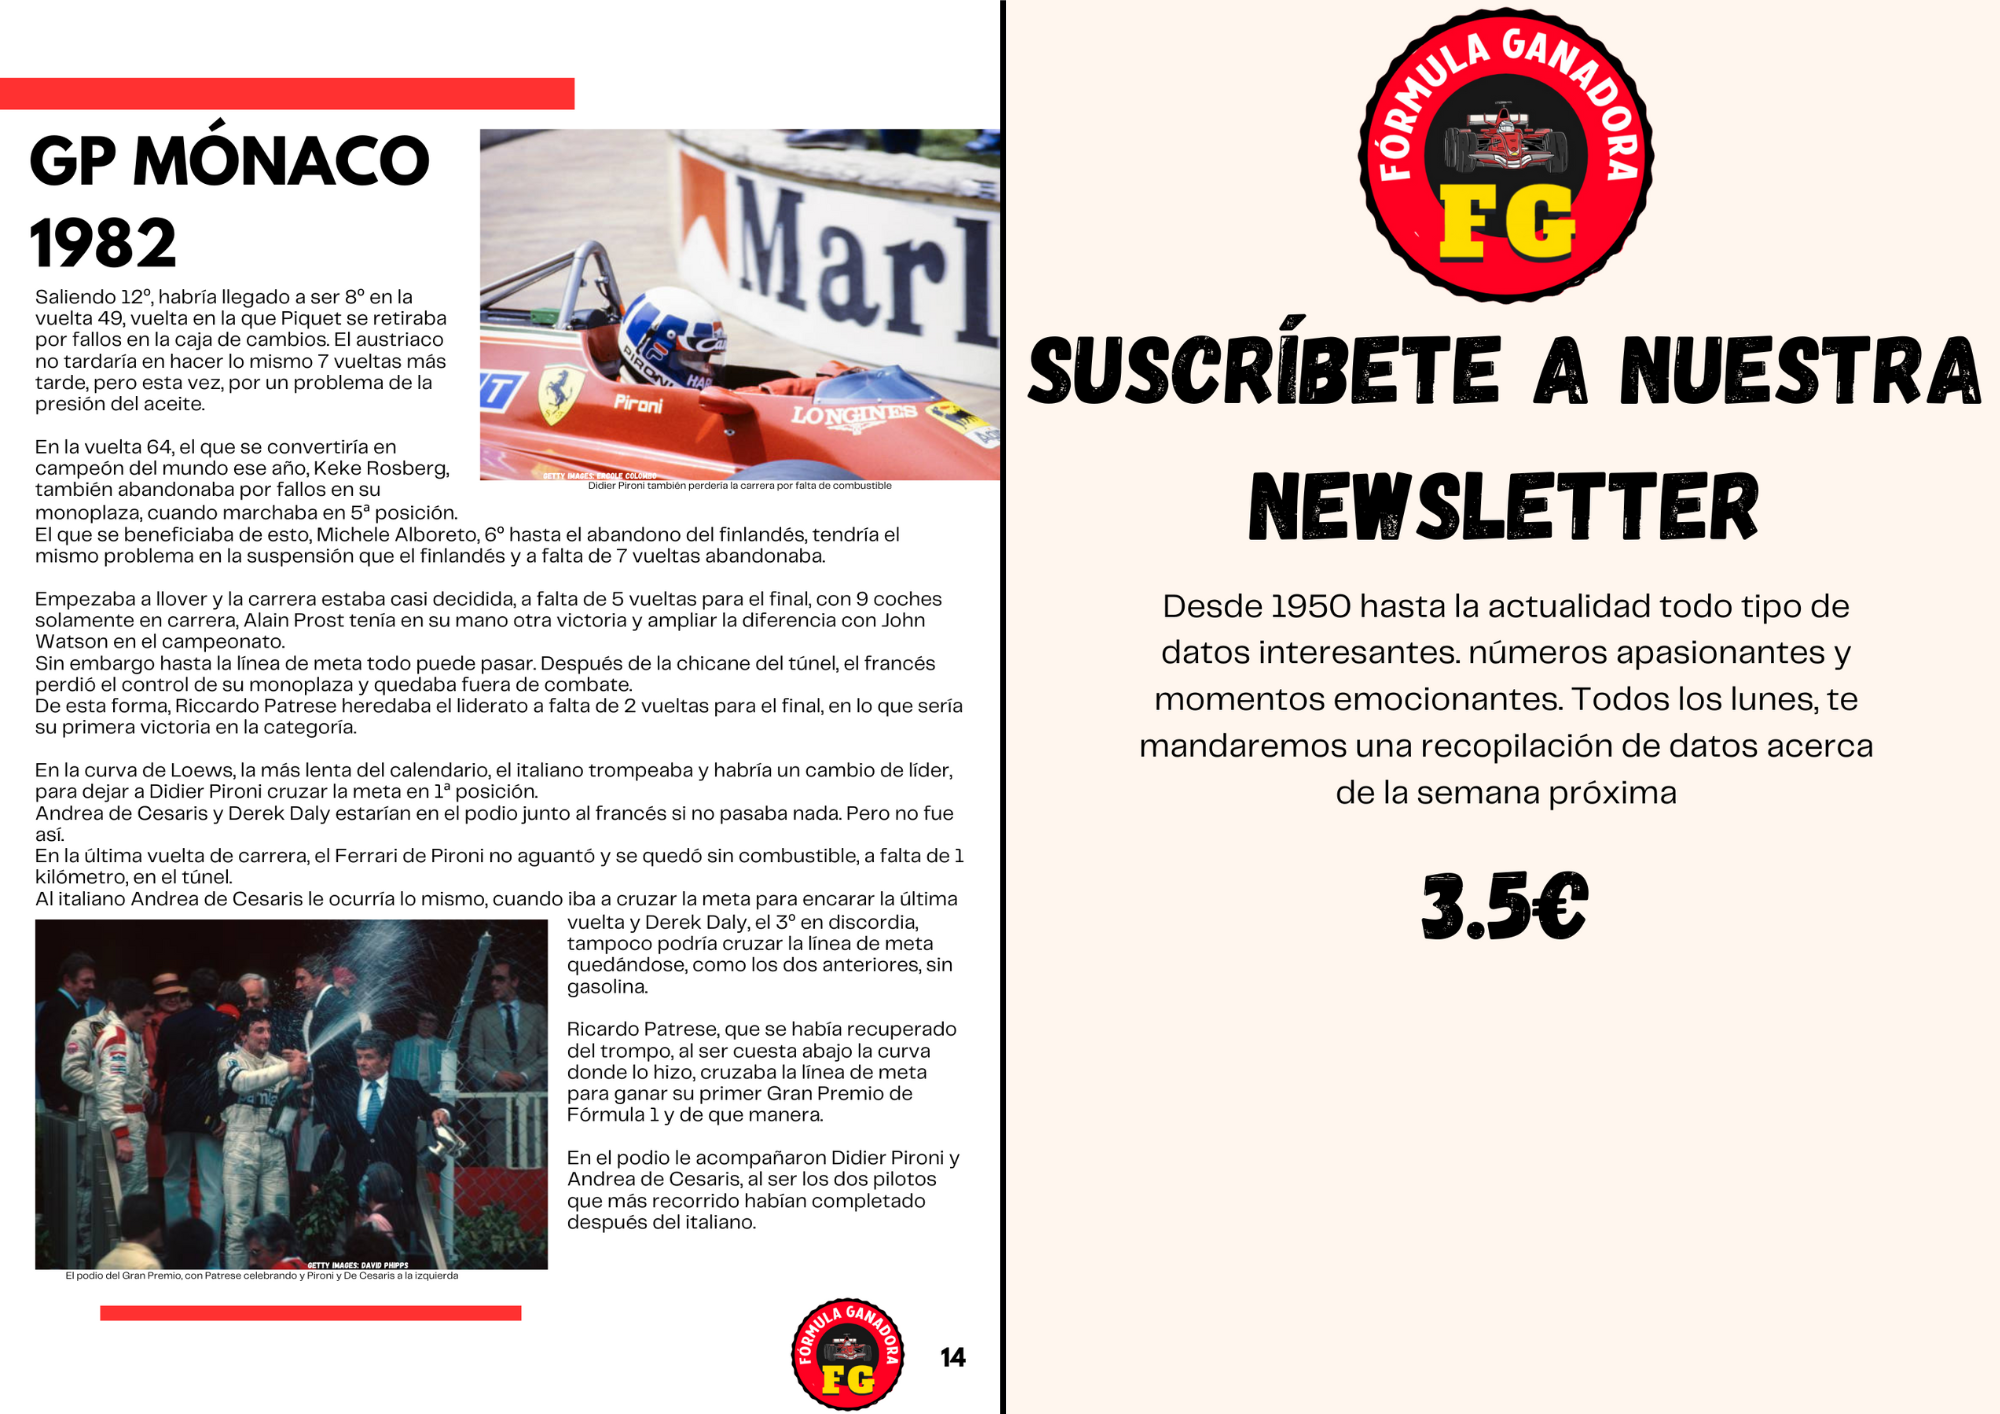 GP MÓNACO
1982
Saliendo 12º, habría llegado a ser 8º en la
vuelta 49, vuelta en la que Piquet se retiraba
por fallos en la caja de cambios. El austriaco
no tardaría en hacer lo mismo 7 vueltas más
tarde, pero esta vez, por un problema de la
presión del aceite.
En la vuelta 64, el que se convertiría en
campeón del mundo ese año, Keke Rosberg,
también abandonaba por fallos en su
monoplaza, cuando marchaba en 5ª posición.
El que se beneficiaba de esto, Michele Alboreto, 6º hasta el abandono del finlandés, tendría el
mismo problema en la suspensión que el finlandés y a falta de 7 vueltas abandonaba.
Marl
PIRONI
Pironi
LONGINES
GETTY IMAGES: ERCOLE COLOMBO
Didier Pironi también perdería la carrera por falta de combustible
Empezaba a llover y la carrera estaba casi decidida, a falta de 5 vueltas para el final, con 9 coches
solamente en carrera, Alain Prost tenía en su mano otra victoria y ampliar la diferencia con John
Watson en el campeonato.
Sin embargo hasta la línea de meta todo puede pasar. Después de la chicane del túnel, el francés
perdió el control de su monoplaza y quedaba fuera de combate.
De esta forma, Riccardo Patrese heredaba el liderato a falta de 2 vueltas para el final, en lo que sería
su primera victoria en la categoría.
En la curva de Loews, la más lenta del calendario, el italiano trompeaba y habría un cambio de líder,
para dejar a Didier Pironi cruzar la meta en 1ª posición.
Andrea de Cesaris y Derek Daly estarían en el podio junto al francés si no pasaba nada. Pero no fue
así.
En la última vuelta de carrera, el Ferrari de Pironi no aguantó y se quedó sin combustible, a falta de 1
kilómetro, en el túnel.
Al italiano Andrea de Cesaris le ocurría lo mismo, cuando iba a cruzar la meta para encarar la última
vuelta y Derek Daly, el 3º en discordia,
tampoco podría cruzar la línea de meta
quedándose, como los dos anteriores, sin
gasolina.
Ricardo Patrese, que se había recuperado
del trompo, al ser cuesta abajo la curva
donde lo hizo, cruzaba la línea de meta
para ganar su primer Gran Premio de
Fórmula 1 y de que manera.
En el podio le acompañaron Didier Pironi y
Andrea de Cesaris, al ser los dos pilotos
que más recorrido habían completado
después del italiano.
GETTY IMAGES: DAVID PHIPPS
El podio del Gran Premio, con Patrese celebrando y Pironi y De Cesaris a la izquierda
FÓRMULA GANADORA
FG
14
FÓRMULA GANADORA
FG
SUSCRÍBETE A NUESTRA
NEWSLETTER
Desde 1950 hasta la actualidad todo tipo de
datos interesantes. números apasionantes y
momentos emocionantes. Todos los lunes, te
mandaremos una recopilación de datos acerca
de la semana próxima
3.5€